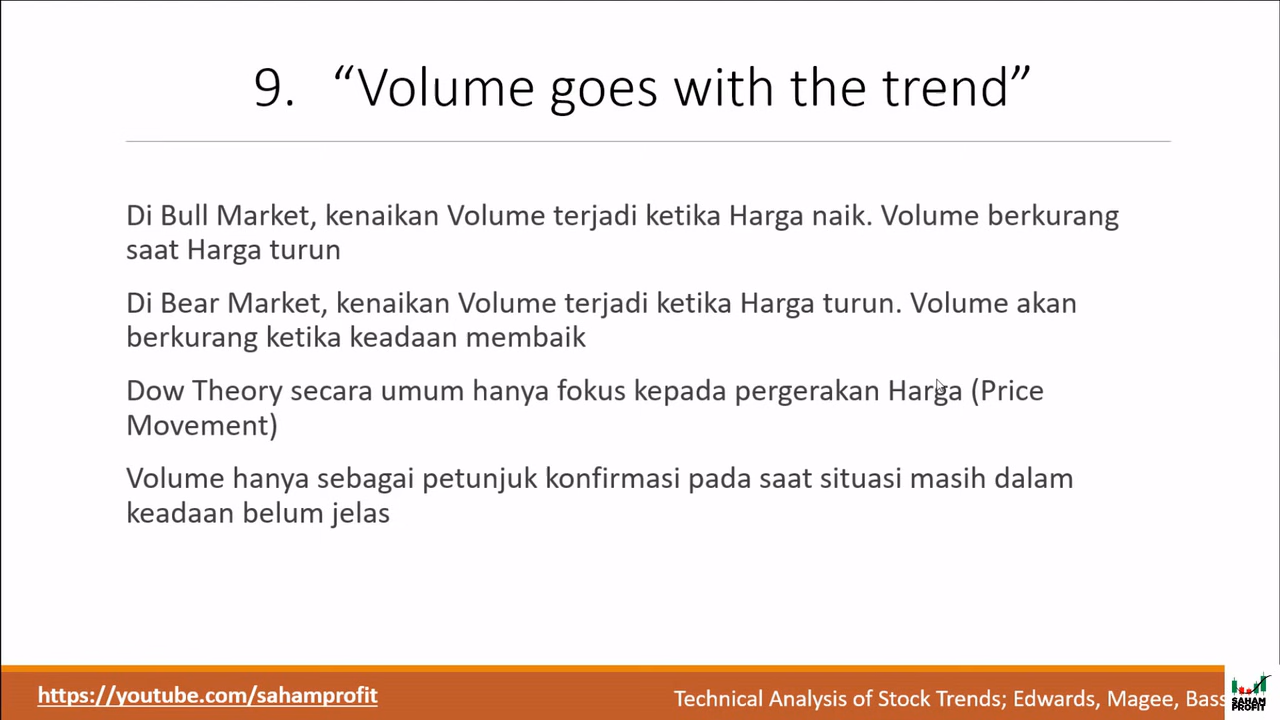 9. “Volume goes with the trend”
Di Bull Market, kenaikan Volume terjadi ketika Harga naik. Volume berkurang
saat Harga turun
Di Bear Market, kenaikan Volume terjadi ketika Harga turun. Volume akan
berkurang ketika keadaan membaik
Dow Theory secara umum hanya fokus kepada pergerakan Harga (Price
Movement)
Volume hanya sebagai petunjuk konfirmasi pada saat situasi masih dalam
keadaan belum jelas
https://youtube.com/sahamprofit
Technical Analysis of Stock Trends; Edwards, Magee, Bass
SAHAM
PROFIT